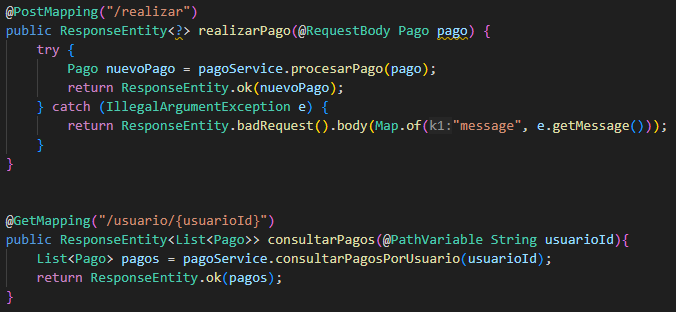 @PostMapping("/realizar")
public ResponseEntity<?> realizarPago(@RequestBody Pago pago) {
    try {
        Pago nuevoPago = pagoService.procesarPago(pago);
        return ResponseEntity.ok(nuevoPago);
    } catch (IllegalArgumentException e) {
        return ResponseEntity.badRequest().body(Map.of(k1:"message", e.getMessage()));
    }
}
@GetMapping("/usuario/{usuarioId}")
public ResponseEntity<List<Pago>> consultarPagos(@PathVariable String usuarioId){
    List<Pago> pagos = pagoService.consultarPagosPorUsuario(usuarioId);
    return ResponseEntity.ok(pagos);
}